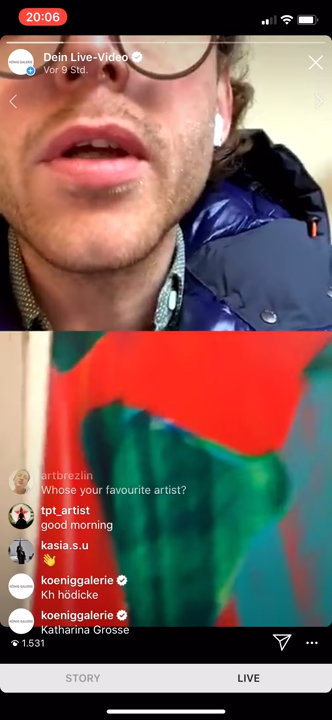 20:06
Dein Live-Video
Vor 9 Std.
artbrezlin
Whose your favourite artist?
tpt_artist
good morning
kasia.s.u
👋
koeniggalerie
Kh hödicke
koeniggalerie
Katharina Grosse
1.531
STORY
LIVE